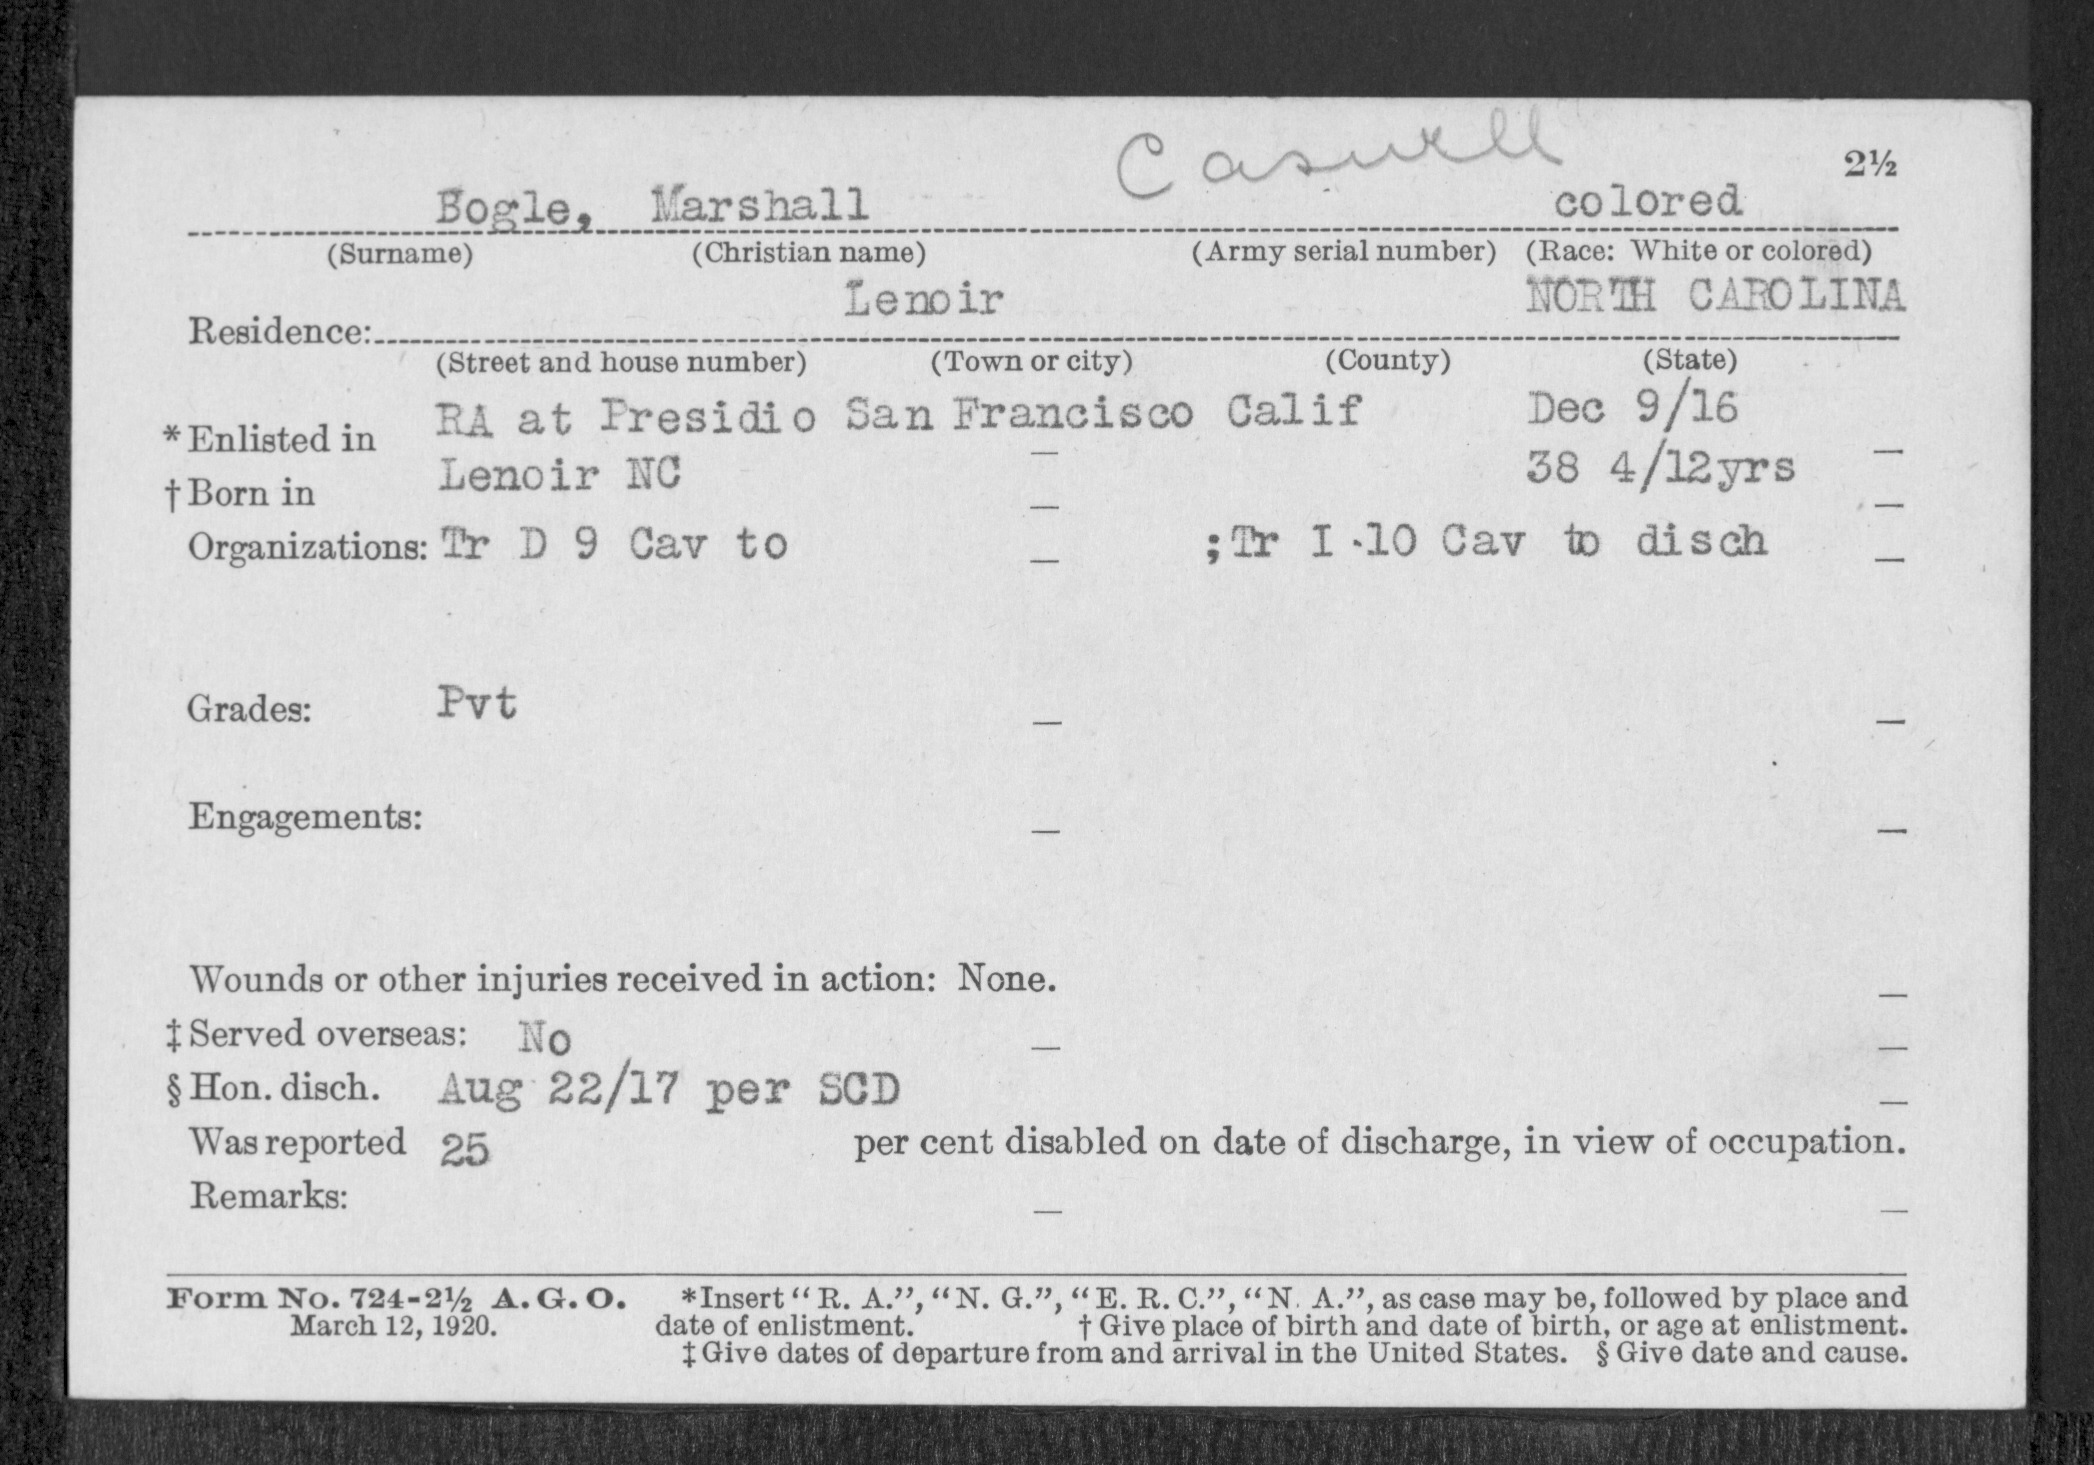 Caswell
2½
Bogle, Marshall colored
(Surname) (Christian name) (Army serial number) (Race: White or colored)
Lenoir NORTH CAROLINA
Residence:
(Street and house number) (Town or city) (County) (State)
*Enlisted in RA at Presidio San Francisco Calif Dec 9/16
†Born in Lenoir NC 38 4/12yrs
Organizations: Tr D 9 Cav to ;Tr I 10 Cav to disch
Grades: Pvt
Engagements:
Wounds or other injuries received in action: None.
‡Served overseas: No
§Hon. disch. Aug 22/17 per SCD
Was reported 25 per cent disabled on date of discharge, in view of occupation.
Remarks:
Form No. 724-2½ A.G.O. *Insert "R. A.", "N. G.", "E. R. C.", "N. A.", as case may be, followed by place and
March 12, 1920. date of enlistment. †Give place of birth and date of birth, or age at enlistment.
‡Give dates of departure from and arrival in the United States. §Give date and cause.